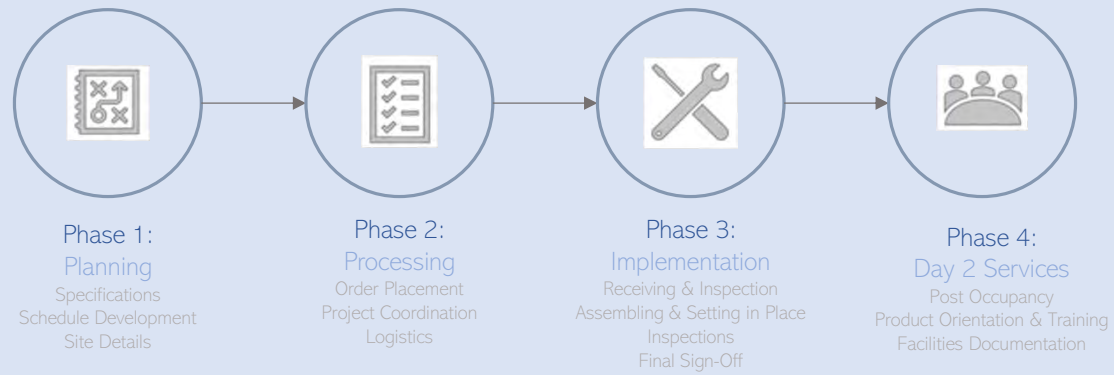 Phase 1:
Planning
Specifications
Schedule Development
Site Details
Phase 2:
Processing
Order Placement
Project Coordination
Logistics
Phase 3:
Implementation
Receiving & Inspection
Assembling & Setting in Place
Inspections
Final Sign-Off
Phase 4:
Day 2 Services
Post Occupancy
Product Orientation & Training
Facilities Documentation